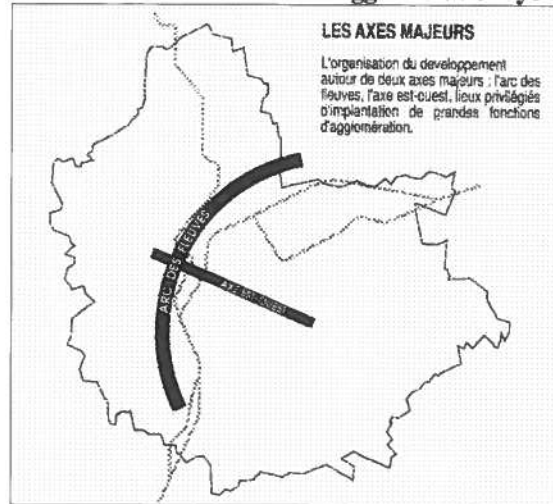 LES AXES MAJEURS
L'organisation du developpement
autour de deux axes majeurs : l'arc des
fleuves, l'axe est-ouest, lieux privilégiés
d'implantation de grandes fonctions
d'agglomération.
ARC DES FLEUVES
AXE EST-OUEST